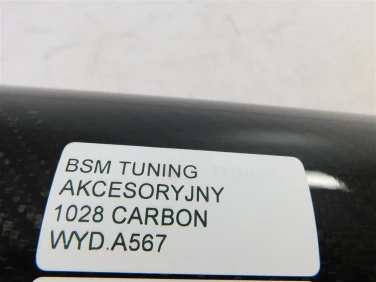 BSM TUNING
AKCESORYJNY
1028 CARBON
WYD.A567